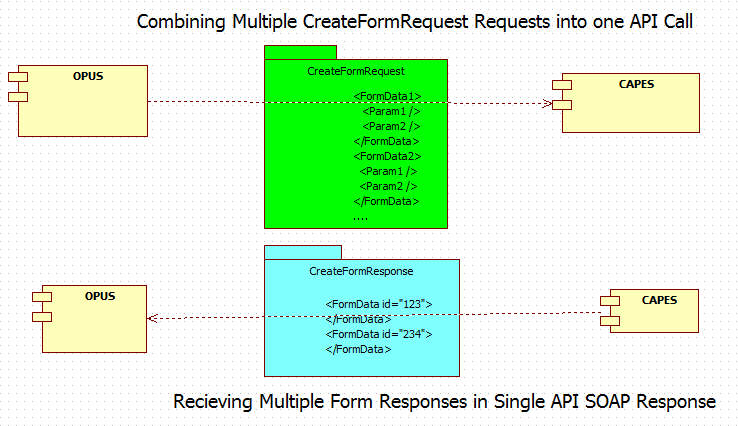 Combining Multiple CreateFormRequest Requests into one API Call
OPUS
CreateFormRequest
<FormData1>
<Param1 />
<Param2 />
</FormData>
<FormData2>
<Param1 />
<Param2 />
</FormData>
....
CAPES
OPUS
CreateFormResponse
<FormData id="123">
</FormData>
<FormData id="234">
</FormData>
CAPES
Recieving Multiple Form Responses in Single API SOAP Response